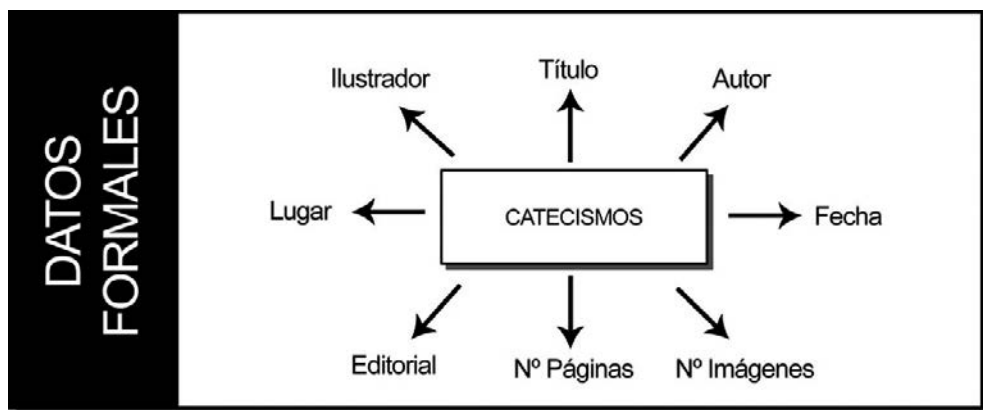 DATOS
FORMALES
Ilustrador
Título
Autor
Lugar
CATECISMOS
Fecha
Editorial
Nº Páginas
Nº Imágenes